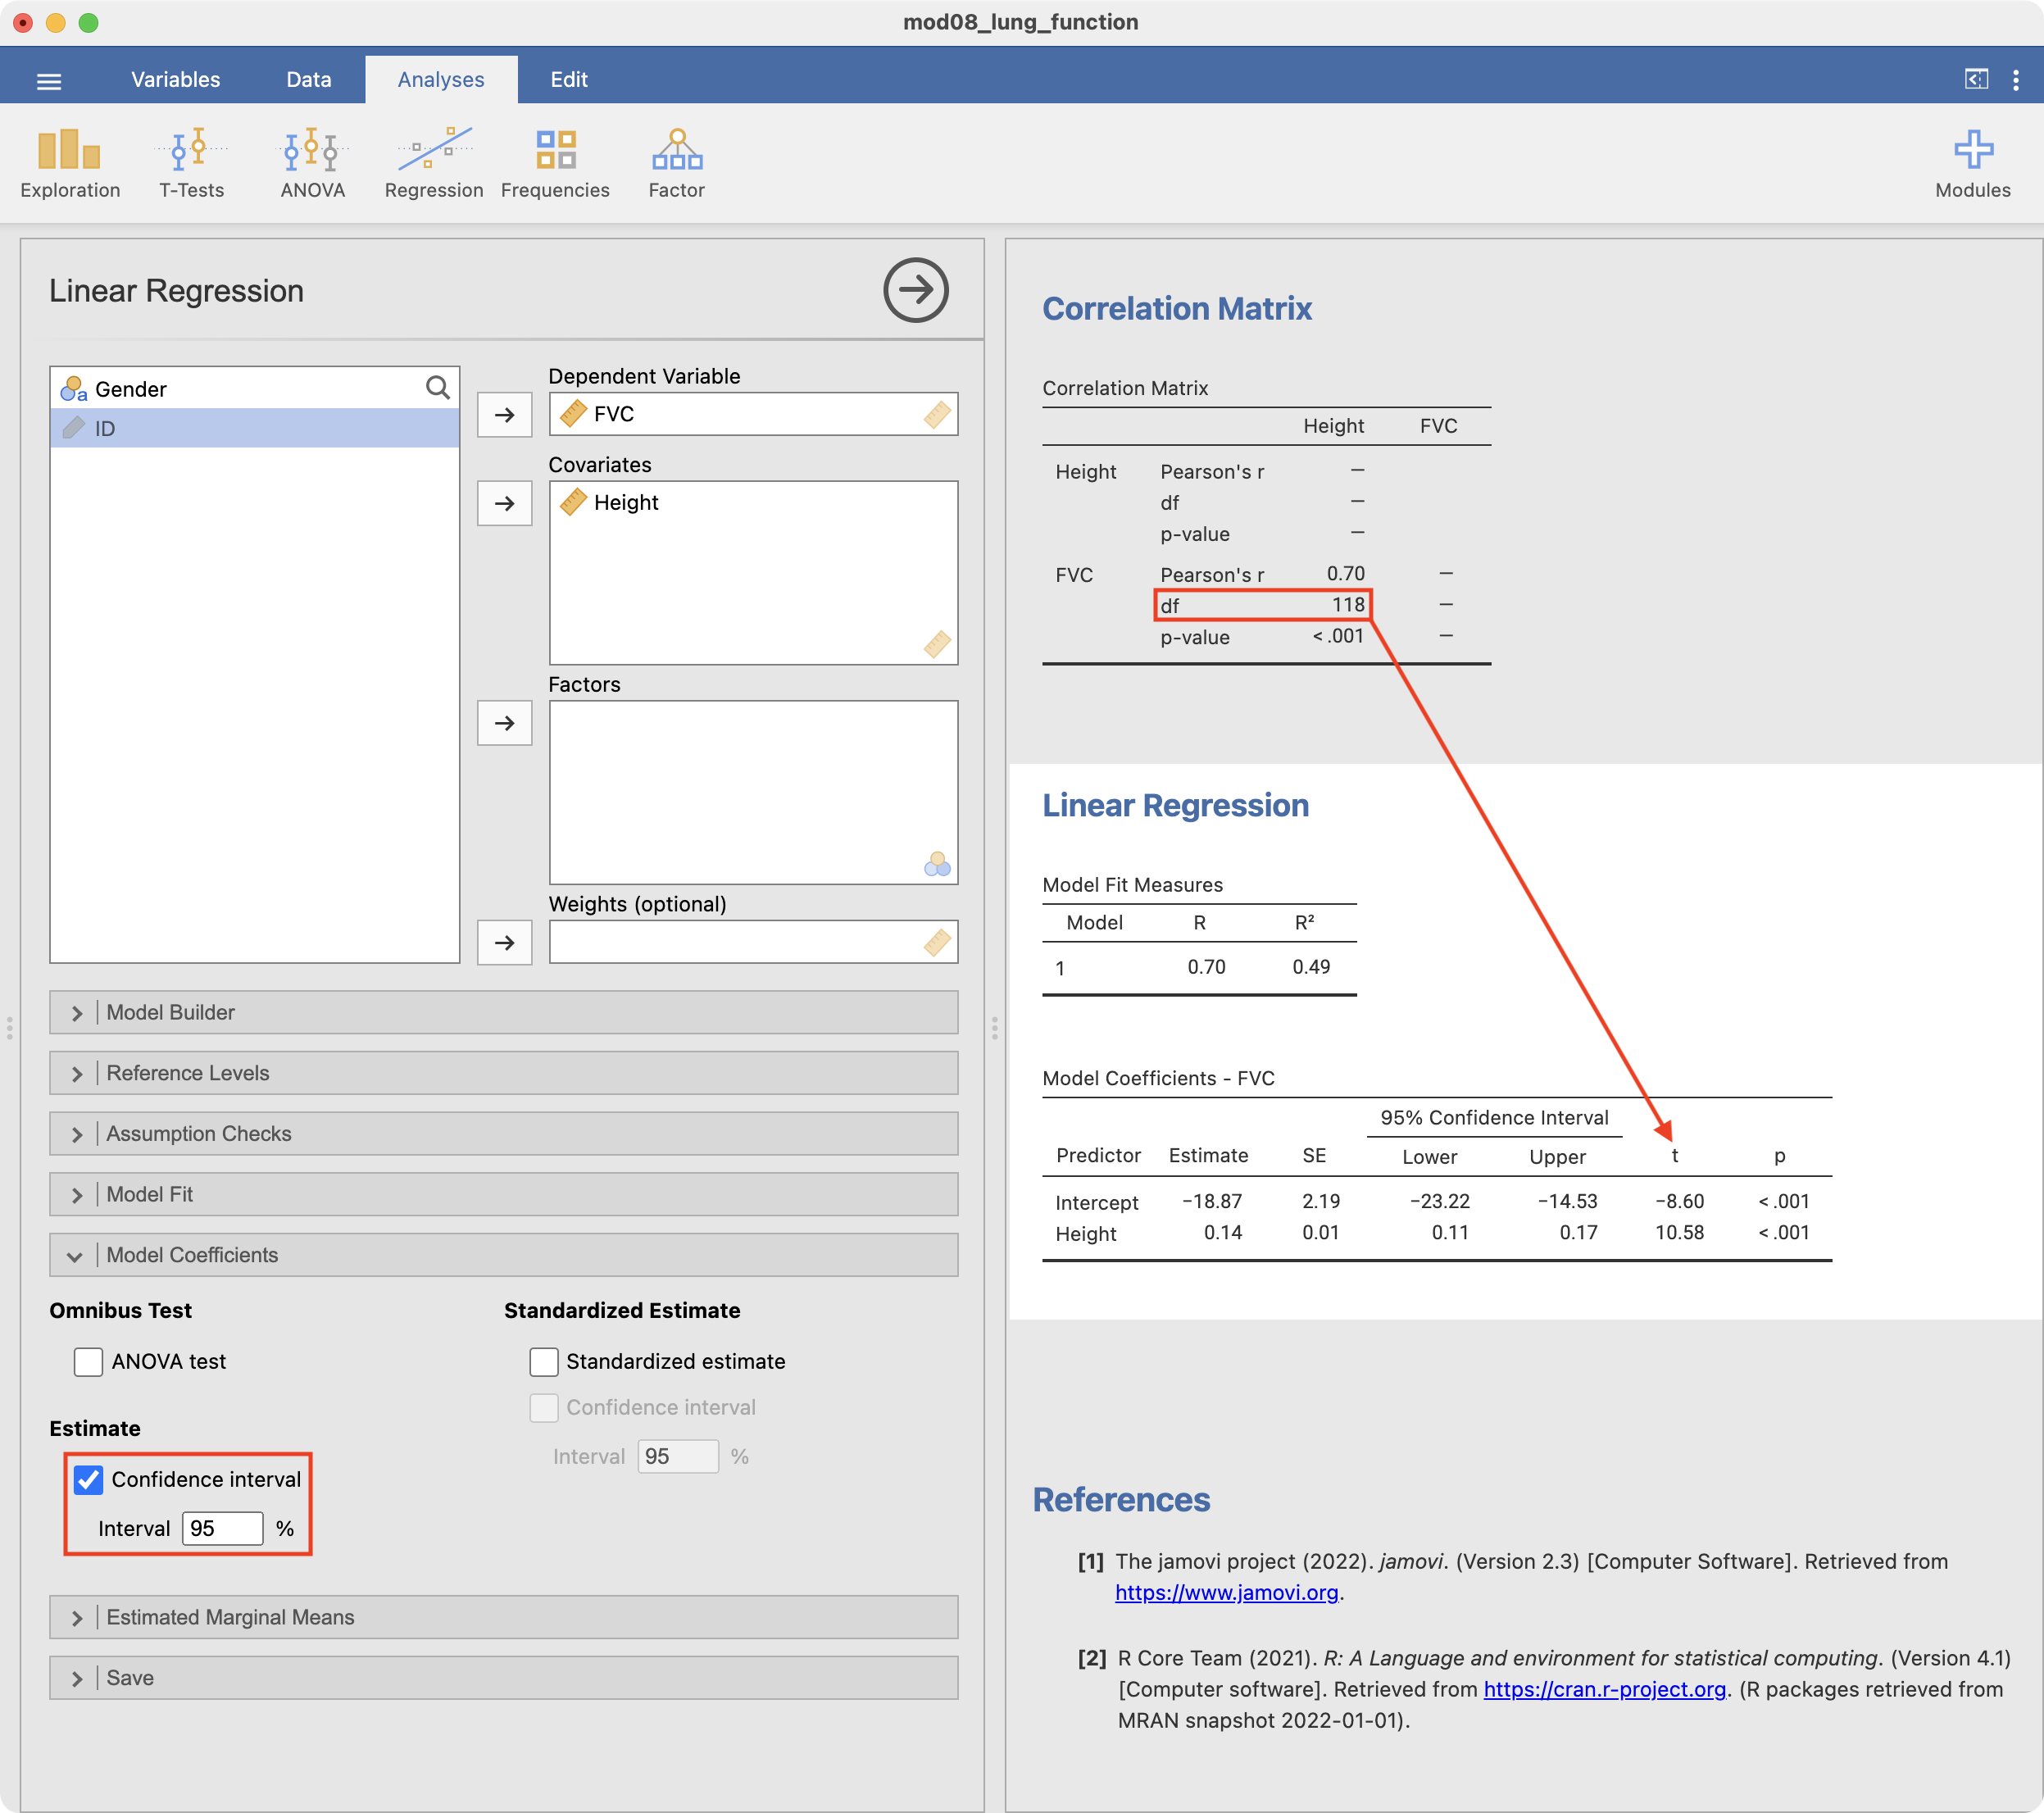 mod08_lung_function
Variables Data Analyses Edit
Exploration T-Tests ANOVA Regression Frequencies Factor Modules
Linear Regression
a Gender
ID
Dependent Variable
FVC
Covariates
Height
Factors
Weights (optional)
Model Builder
Reference Levels
Assumption Checks
Model Fit
Model Coefficients
Omnibus Test
ANOVA test
Estimate
Confidence interval
Interval 95 %
Standardized Estimate
Standardized estimate
Confidence interval
Interval 95 %
Estimated Marginal Means
Save
Correlation Matrix
Correlation Matrix
Height FVC
Height Pearson's r —
df —
p-value —
FVC Pearson's r 0.70 —
df 118 —
p-value < .001 —
Linear Regression
Model Fit Measures
Model R R²
1 0.70 0.49
Model Coefficients - FVC
95% Confidence Interval
Predictor Estimate SE Lower Upper t p
Intercept −18.87 2.19 −23.22 −14.53 −8.60 < .001
Height 0.14 0.01 0.11 0.17 10.58 < .001
References
[1] The jamovi project (2022). jamovi. (Version 2.3) [Computer Software]. Retrieved from
https://www.jamovi.org.
[2] R Core Team (2021). R: A Language and environment for statistical computing. (Version 4.1)
[Computer software]. Retrieved from https://cran.r-project.org. (R packages retrieved from
MRAN snapshot 2022-01-01).